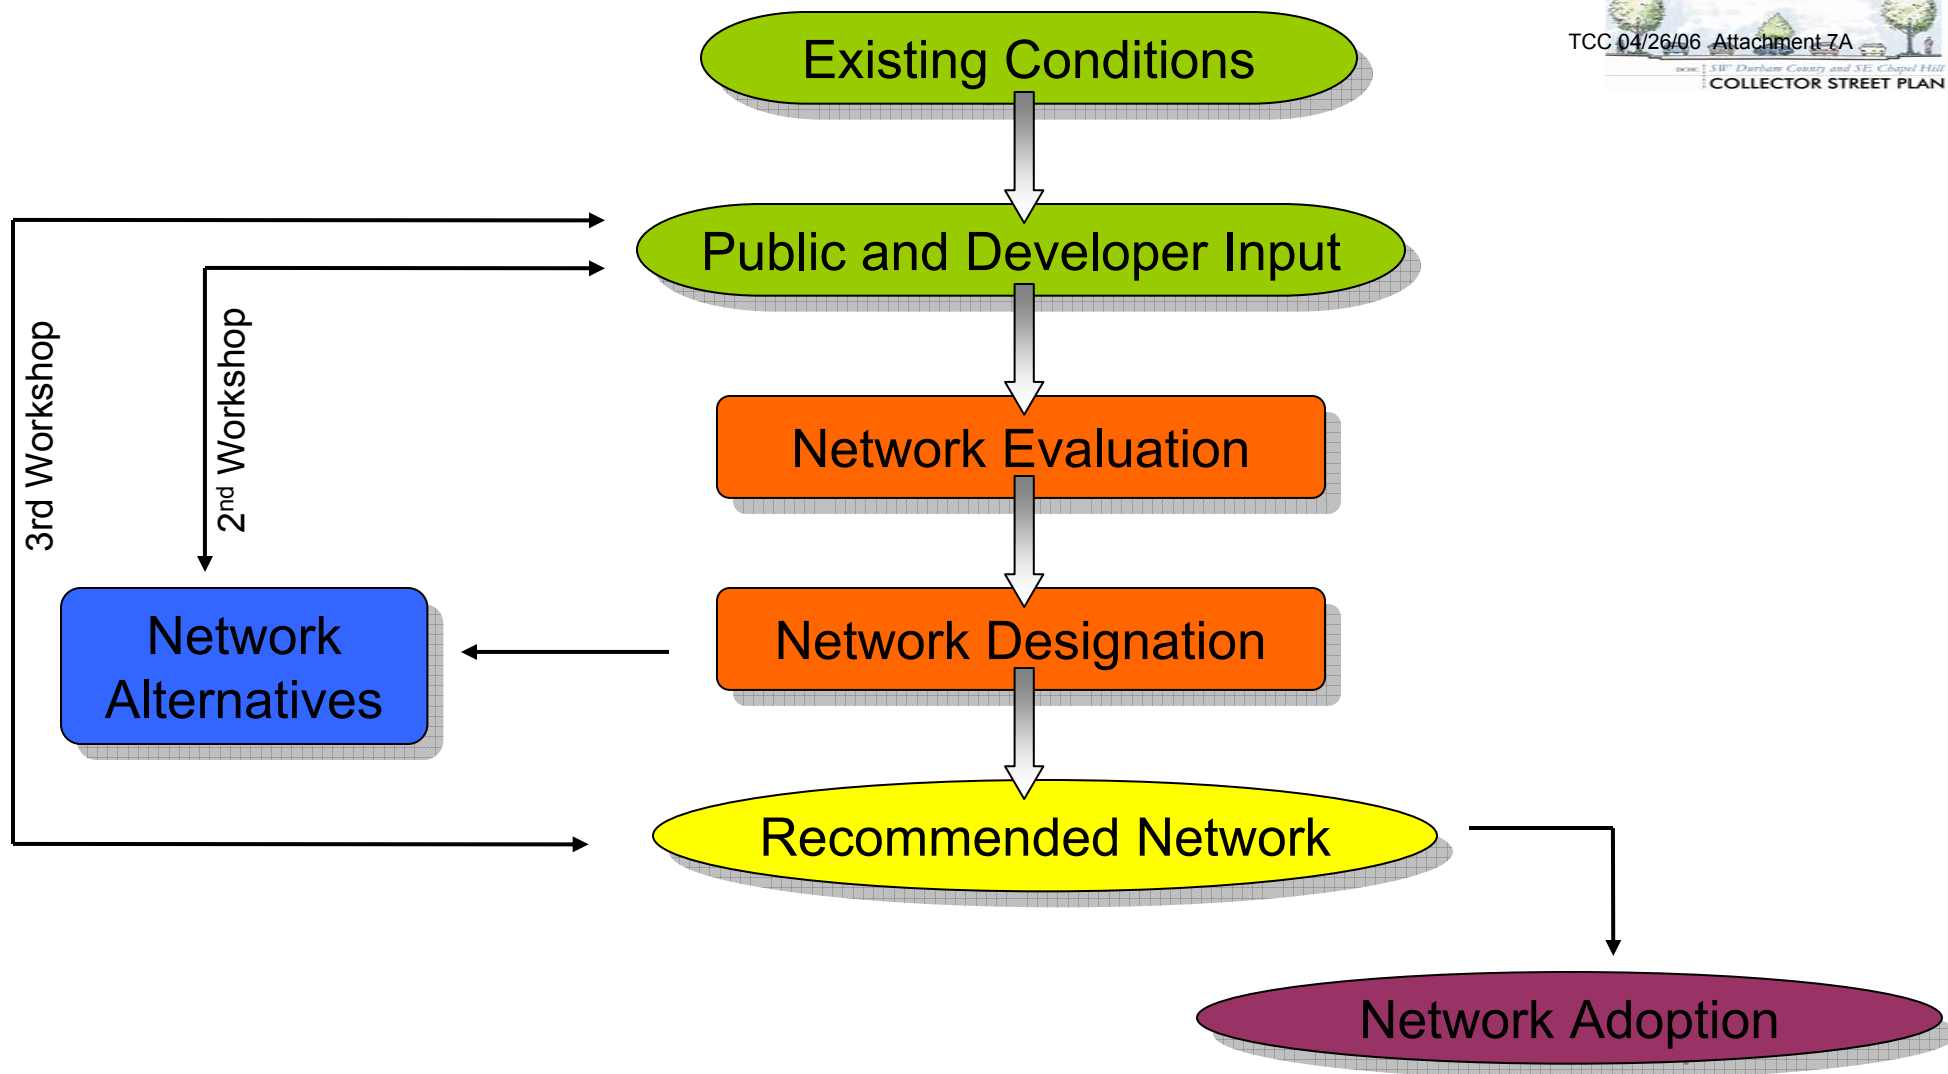 Existing Conditions
TCC 04/26/06 Attachment 7A
DCHC
SW Durham County and SE Chapel Hill
COLLECTOR STREET PLAN
Public and Developer Input
3rd Workshop
2nd Workshop
Network Evaluation
Network
Alternatives
Network Designation
Recommended Network
Network Adoption